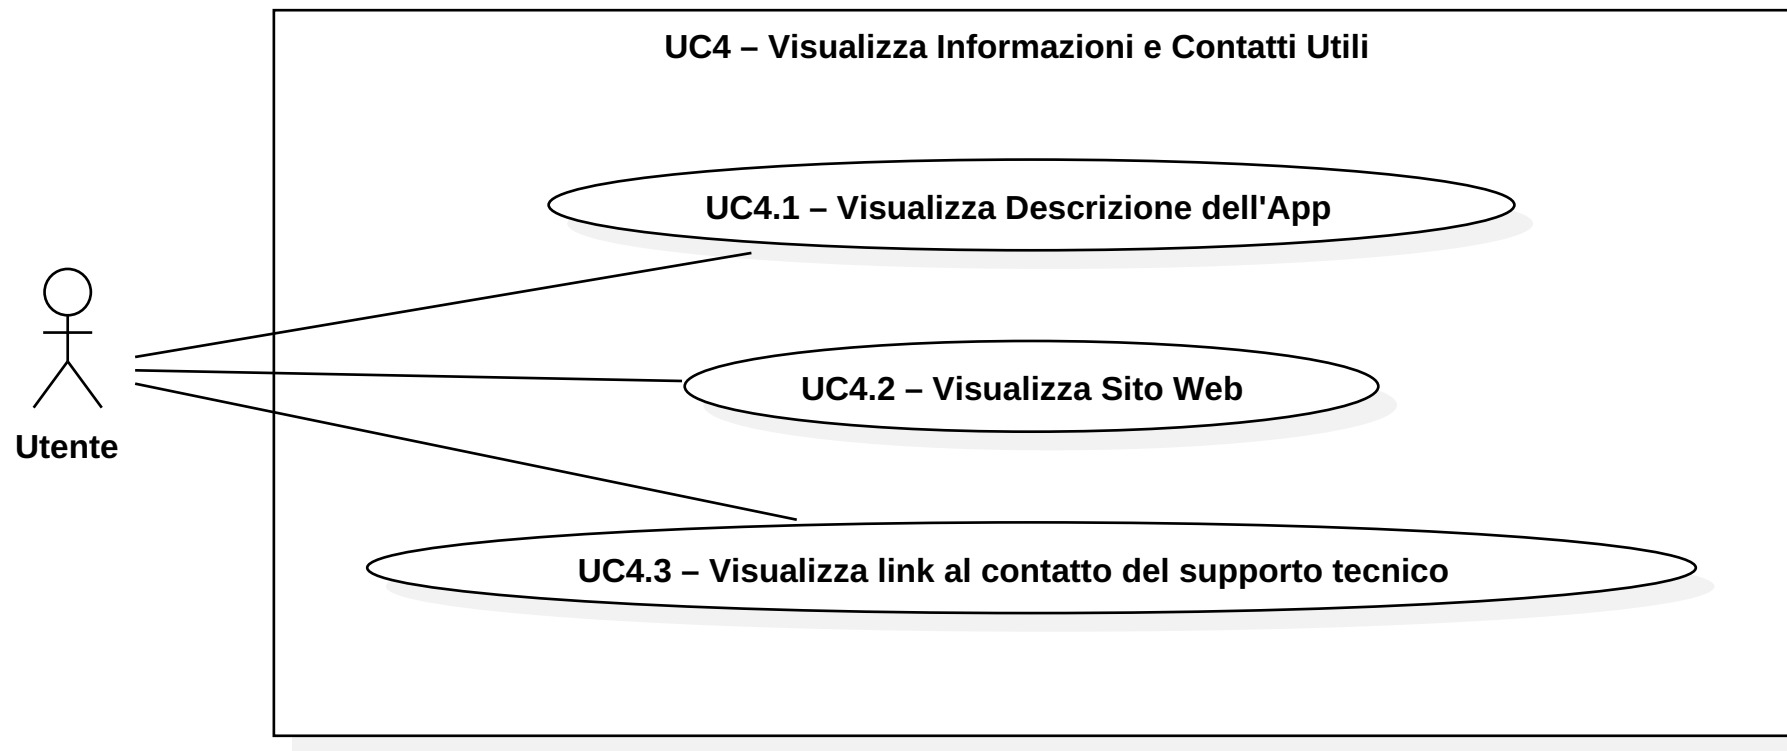 UC4 – Visualizza Informazioni e Contatti Utili
UC4.1 – Visualizza Descrizione dell'App
UC4.2 – Visualizza Sito Web
Utente
UC4.3 – Visualizza link al contatto del supporto tecnico